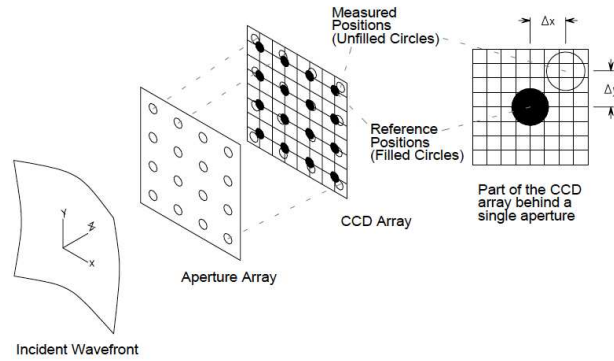 Measured
Positions
(Unfilled Circles)
Δx
Δy
Reference
Positions
(Filled Circles)
Part of the CCD
array behind a
single aperture
CCD Array
Aperture Array
Y
Z
X
Incident Wavefront